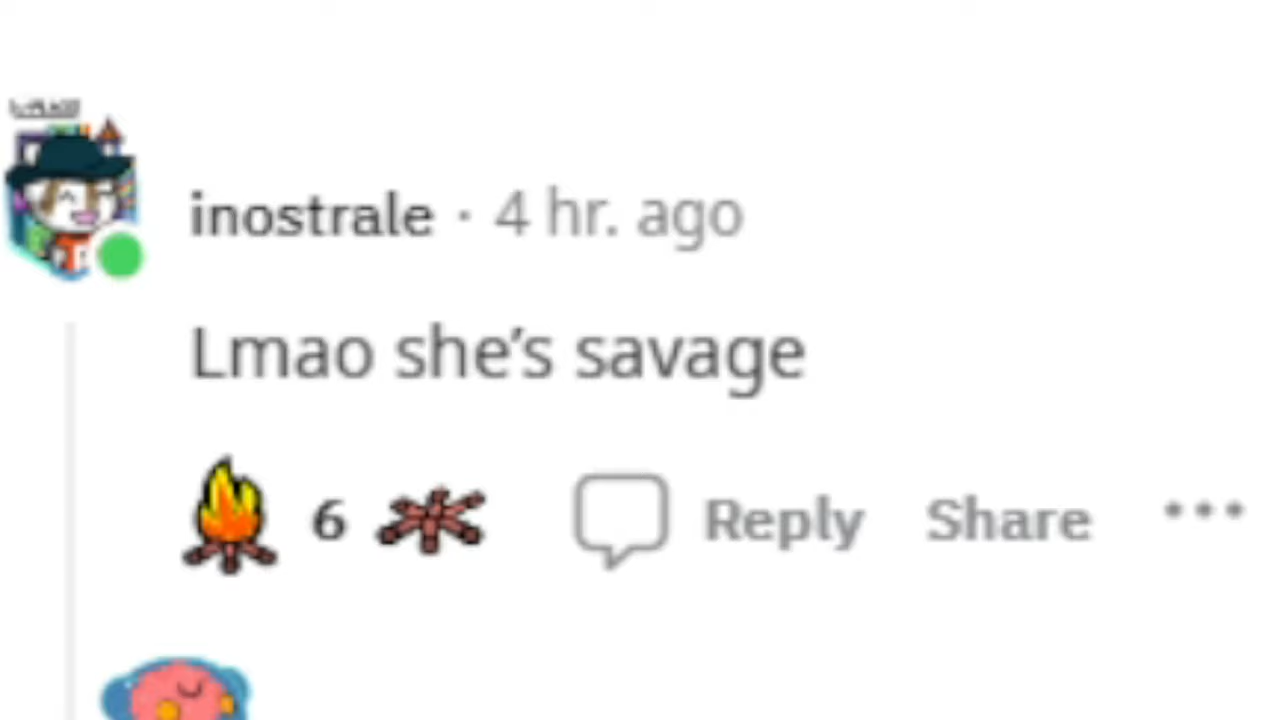 inostrale · 4 hr. ago
Lmao she’s savage
6 Reply Share ...